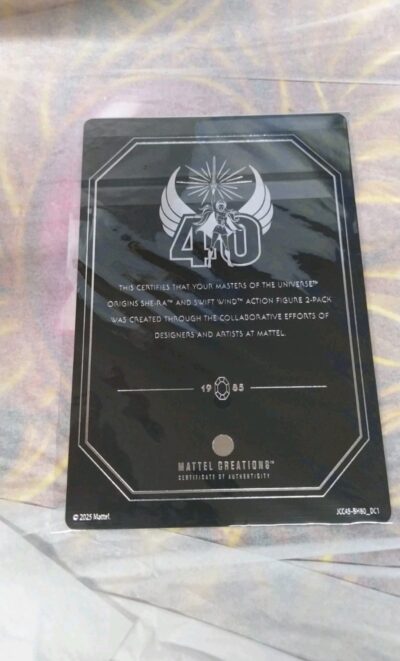 40
THIS CERTIFIES THAT YOUR MASTERS OF THE UNIVERSE™
ORIGINS SHE-RA™ AND SWIFT WIND™ ACTION FIGURE 2-PACK
WAS CREATED THROUGH THE COLLABORATIVE EFFORTS OF
DESIGNERS AND ARTISTS AT MATTEL.
19 85
MATTEL CREATIONS™
CERTIFICATE OF AUTHENTICITY
© 2025 Mattel JCC45-BH80_DC1